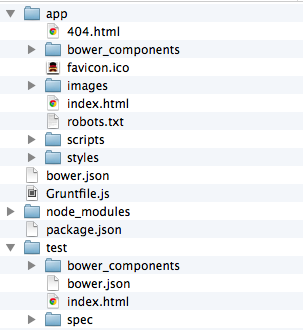 app
404.html
bower_components
favicon.ico
images
index.html
robots.txt
scripts
styles
bower.json
Gruntfile.js
node_modules
package.json
test
bower_components
bower.json
index.html
spec